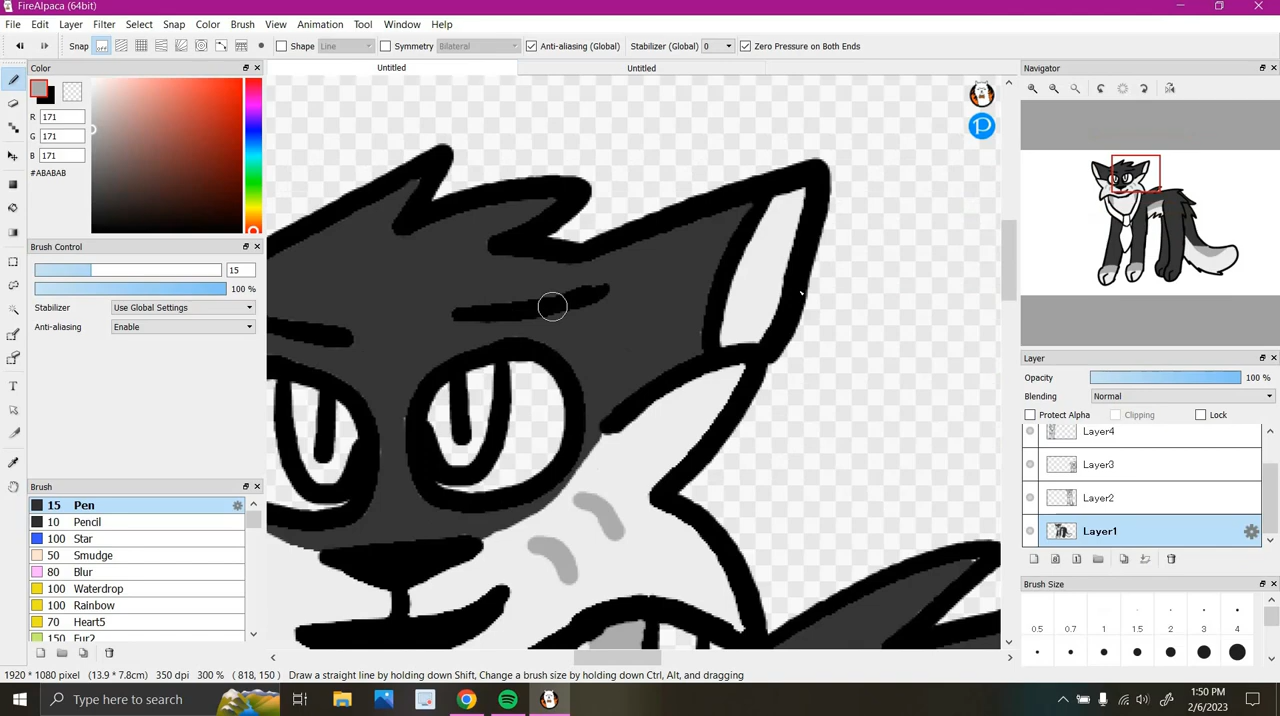 FireAlpaca (64bit)
File Edit Layer Filter Select Snap Color Brush View Animation Tool Window Help
Snap Shape Line Symmetry Bilateral Anti-aliasing (Global) Stabilizer (Global) 0 Zero Pressure on Both Ends
Color
Untitled
Untitled
Navigator
R 171
G 171
B 171
#ABABAB
Brush Control
15
100 %
Stabilizer Use Global Settings
Anti-aliasing Enable
Layer
Opacity 100 %
Blending Normal
Protect Alpha Clipping Lock
Layer4
Layer3
Layer2
Layer1
Brush
15 Pen
10 Pencil
100 Star
50 Smudge
80 Blur
100 Waterdrop
100 Rainbow
70 Heart5
150 Fur2
Brush Size
0.5 0.7 1 1.5 2 3 4
1920 * 1080 pixel (13.9 * 7.8cm) 350 dpi 300 % ( 818, 150 ) Draw a straight line by holding down Shift, Change a brush size by holding down Ctrl, Alt, and dragging
Type here to search
1:50 PM
2/6/2023